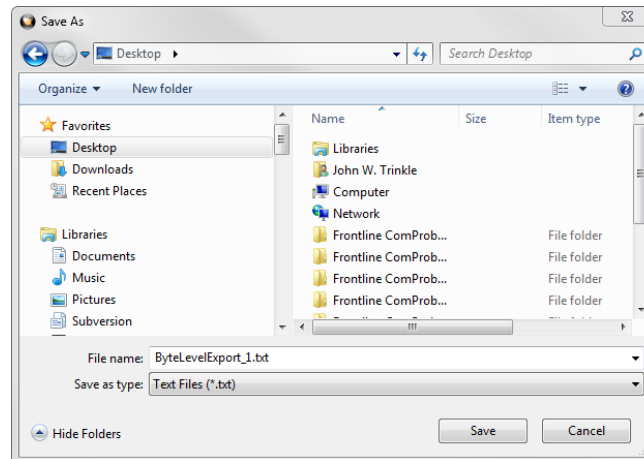 Save As
Desktop
Search Desktop
Organize
New folder
Name Size Item type
Favorites
Desktop
Downloads
Recent Places
Libraries
Documents
Music
Pictures
Subversion
Libraries
John W. Trinkle
Computer
Network
Frontline ComProb... File folder
Frontline ComProb... File folder
Frontline ComProb... File folder
Frontline ComProb... File folder
File name: ByteLevelExport_1.txt
Save as type: Text Files (*.txt)
Hide Folders
Save
Cancel